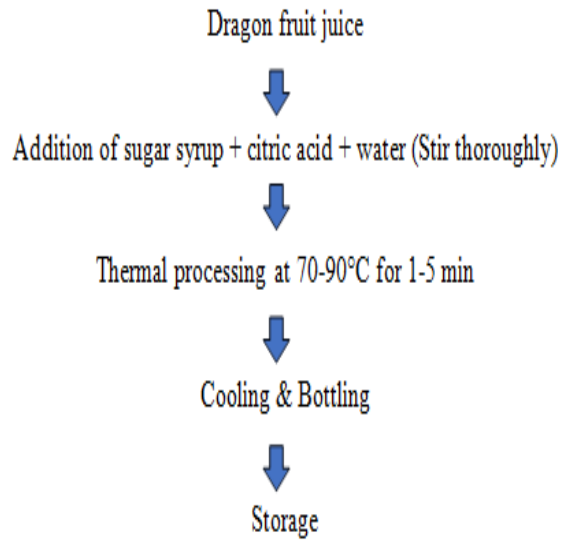 Dragon fruit juice
Addition of sugar syrup + citric acid + water (Stir thoroughly)
Thermal processing at 70-90°C for 1-5 min
Cooling & Bottling
Storage